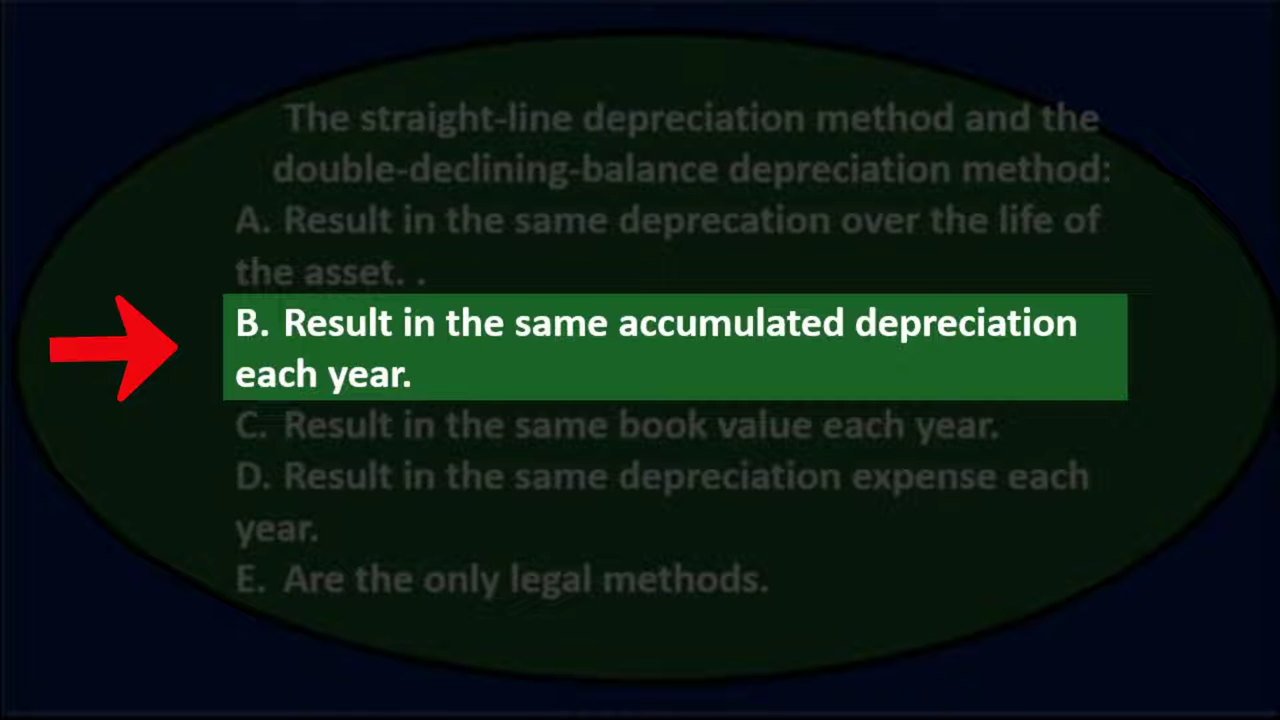 The straight-line depreciation method and the
double-declining-balance depreciation method:
A. Result in the same deprecation over the life of
the asset. .
B. Result in the same accumulated depreciation
each year.
C. Result in the same book value each year.
D. Result in the same depreciation expense each
year.
E. Are the only legal methods.